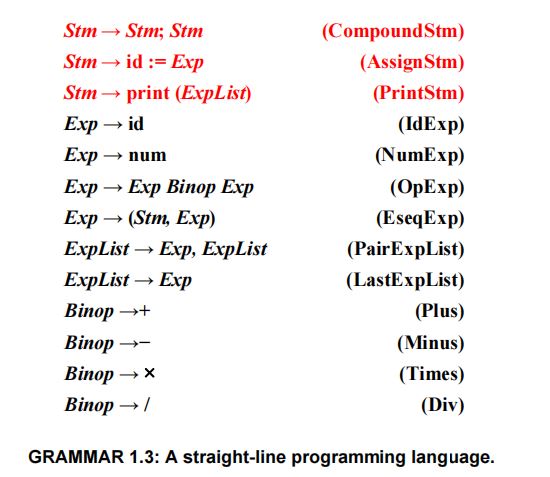 Stm → Stm; Stm (CompoundStm)
Stm → id := Exp (AssignStm)
Stm → print (ExpList) (PrintStm)
Exp → id (IdExp)
Exp → num (NumExp)
Exp → Exp Binop Exp (OpExp)
Exp → (Stm, Exp) (EseqExp)
ExpList → Exp, ExpList (PairExpList)
ExpList → Exp (LastExpList)
Binop →+ (Plus)
Binop →− (Minus)
Binop → × (Times)
Binop → / (Div)
GRAMMAR 1.3: A straight-line programming language.